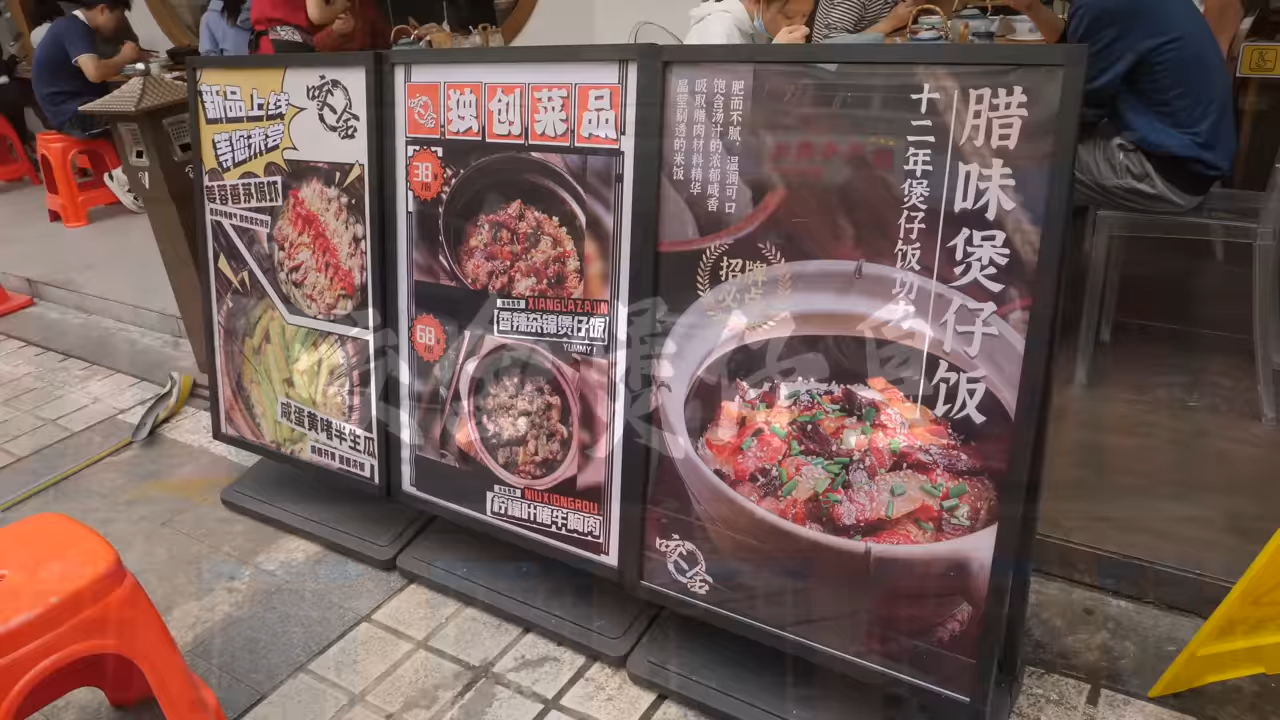 新品上线
等您来尝
咬舍
姜蓉香茅焗虾
咸蛋黄啫半生瓜
咬舍
独创菜品
38¥/份
XIANGLAZAJIN
香辣杂锦煲仔饭
YUMMY!
68¥/份
NIUXIONGROU
柠檬叶啫牛胸肉
腊味煲仔饭
十二年煲仔饭功夫
肥而不腻，温润可口
饱含汤汁的浓郁咸香
吸取腊肉材料精华
晶莹剔透的米饭
招牌
必点
咬舍